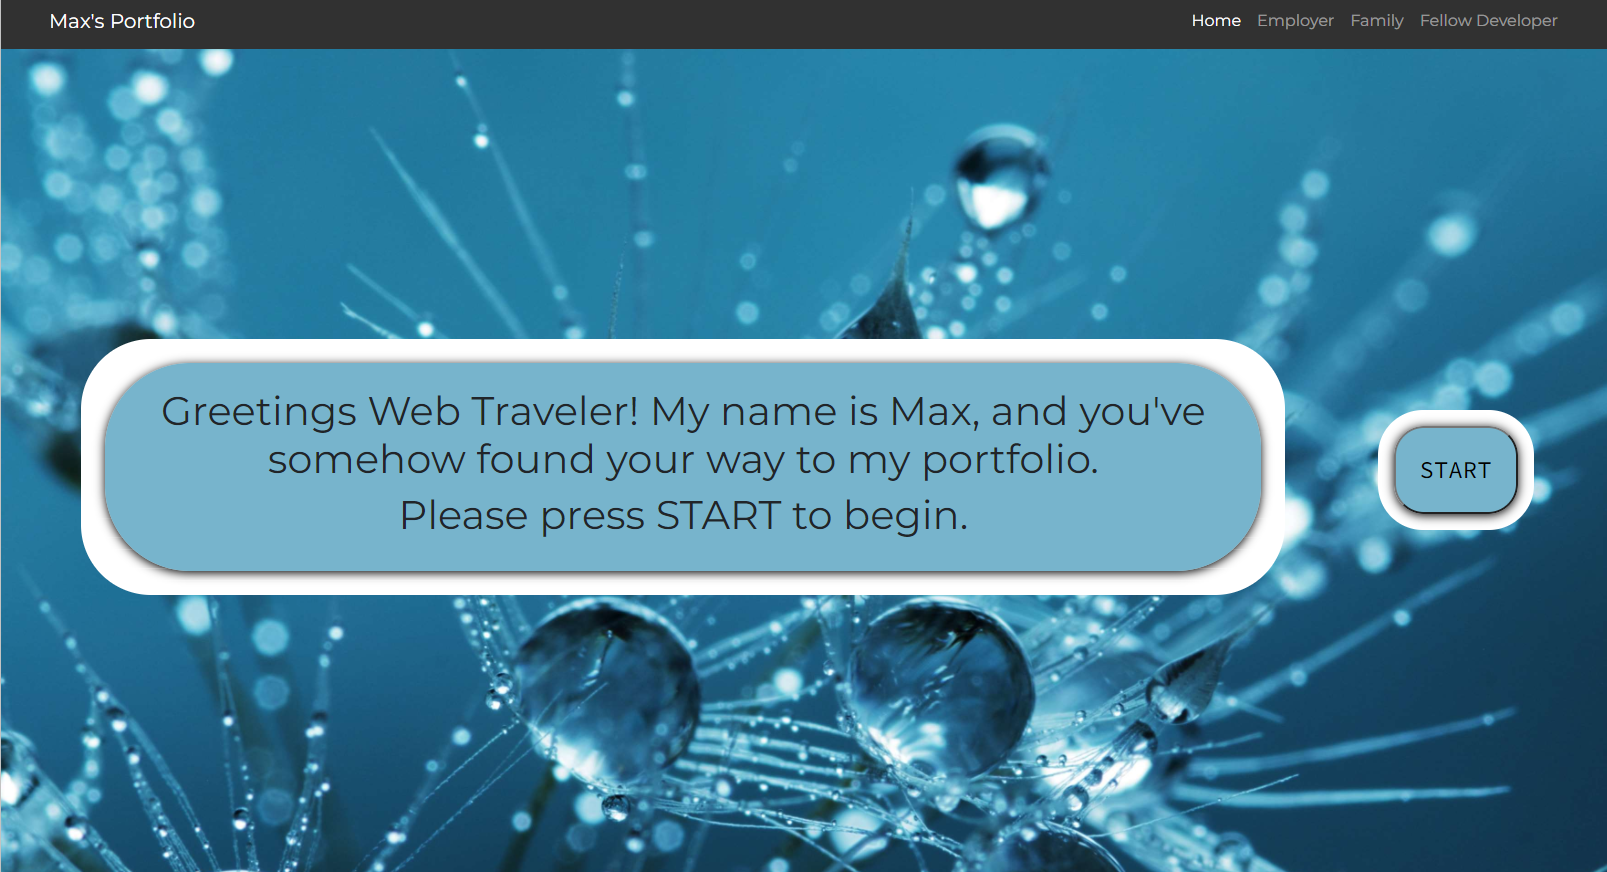 Max's Portfolio
Home Employer Family Fellow Developer
Greetings Web Traveler! My name is Max, and you've
somehow found your way to my portfolio.
Please press START to begin.
START